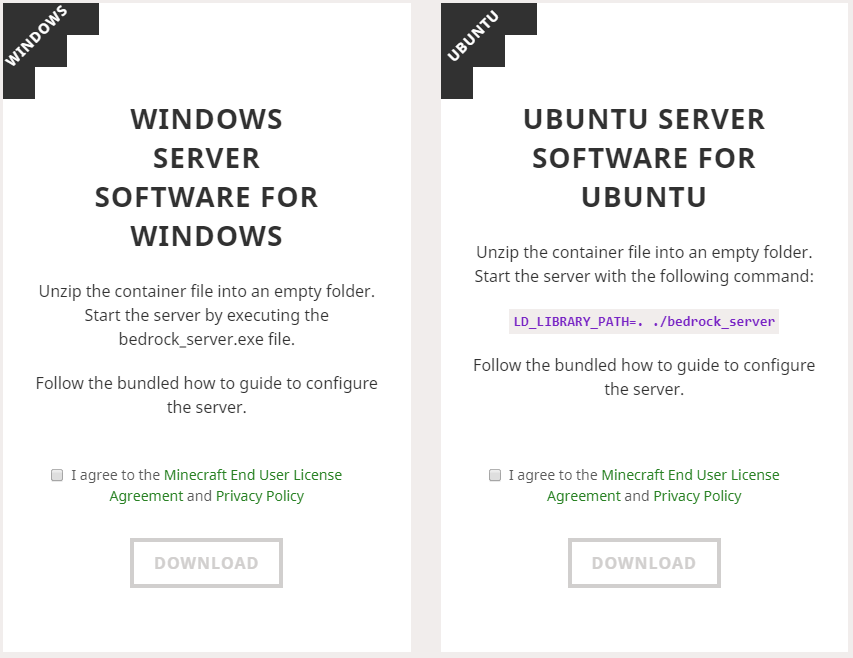 WINDOWS
WINDOWS
SERVER
SOFTWARE FOR
WINDOWS
Unzip the container file into an empty folder.
Start the server by executing the
bedrock_server.exe file.
Follow the bundled how to guide to configure
the server.
I agree to the Minecraft End User License
Agreement and Privacy Policy
DOWNLOAD
UBUNTU
UBUNTU SERVER
SOFTWARE FOR
UBUNTU
Unzip the container file into an empty folder.
Start the server with the following command:
LD_LIBRARY_PATH=. ./bedrock_server
Follow the bundled how to guide to configure
the server.
I agree to the Minecraft End User License
Agreement and Privacy Policy
DOWNLOAD